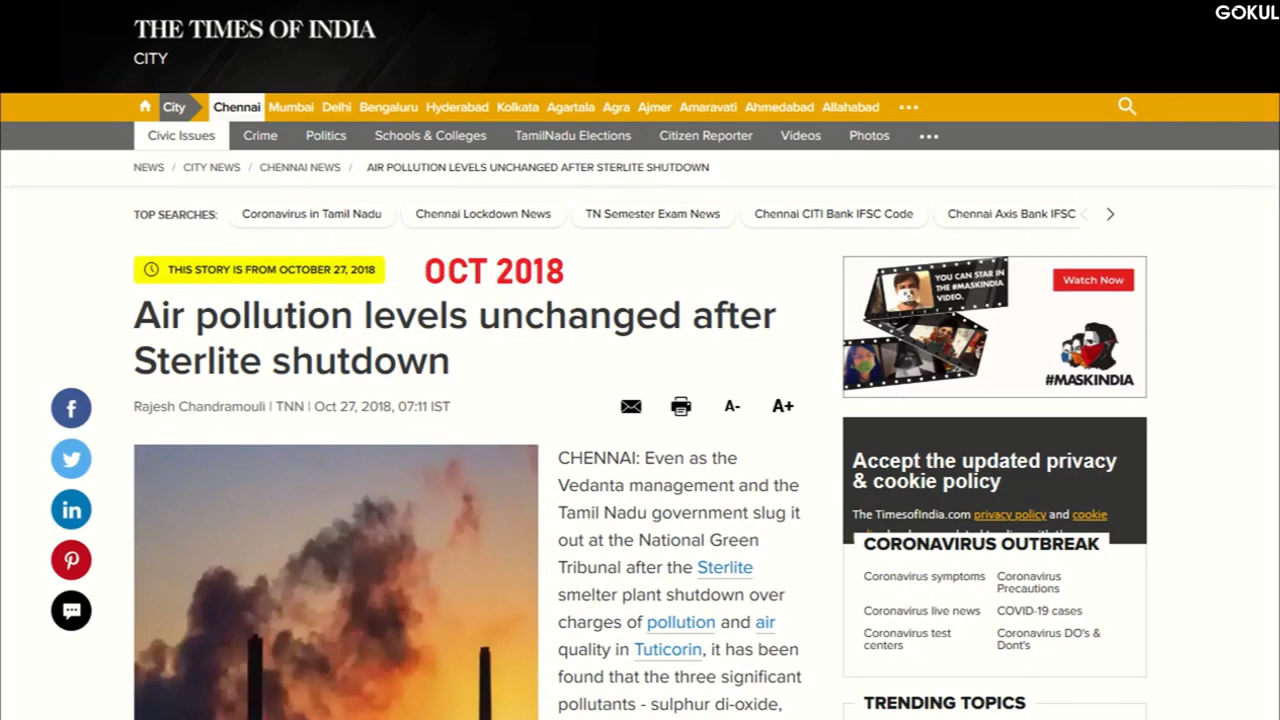 GOKUL
THE TIMES OF INDIA
CITY
City Chennai Mumbai Delhi Bengaluru Hyderabad Kolkata Agartala Agra Ajmer Amaravati Ahmedabad Allahabad
Civic Issues Crime Politics Schools & Colleges TamilNadu Elections Citizen Reporter Videos Photos
NEWS / CITY NEWS / CHENNAI NEWS / AIR POLLUTION LEVELS UNCHANGED AFTER STERLITE SHUTDOWN
TOP SEARCHES: Coronavirus in Tamil Nadu Chennai Lockdown News TN Semester Exam News Chennai CITI Bank IFSC Code Chennai Axis Bank IFSC
THIS STORY IS FROM OCTOBER 27, 2018
OCT 2018
Air pollution levels unchanged after
Sterlite shutdown
Rajesh Chandramouli | TNN | Oct 27, 2018, 07:11 IST
A- A+
CHENNAI: Even as the
Vedanta management and the
Tamil Nadu government slug it
out at the National Green
Tribunal after the Sterlite
smelter plant shutdown over
charges of pollution and air
quality in Tuticorin, it has been
found that the three significant
pollutants - sulphur di-oxide,
YOU CAN STAR IN
THE #MASKINDIA
VIDEO.
Watch Now
#MASKINDIA
Accept the updated privacy
& cookie policy
The TimesofIndia.com privacy policy and cookie
CORONAVIRUS OUTBREAK
Coronavirus symptoms
Coronavirus
Precautions
Coronavirus live news
COVID-19 cases
Coronavirus test
centers
Coronavirus DO's &
Dont's
TRENDING TOPICS